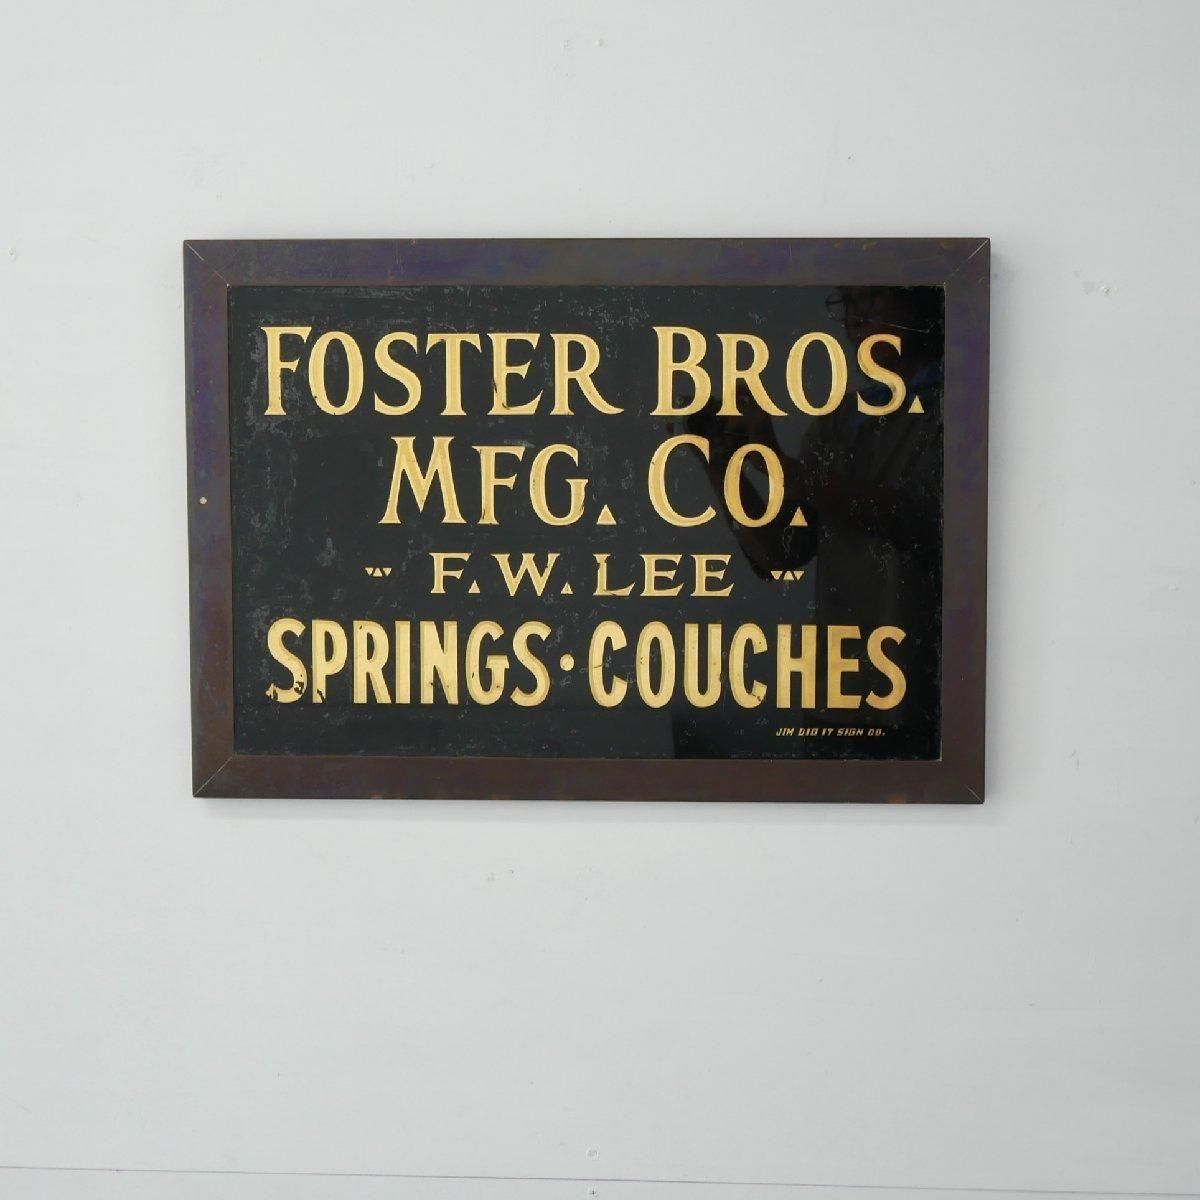 FOSTER BROS.
MFG. CO.
F. W. LEE
SPRINGS · COUCHES
JIM DID IT SIGN CO.